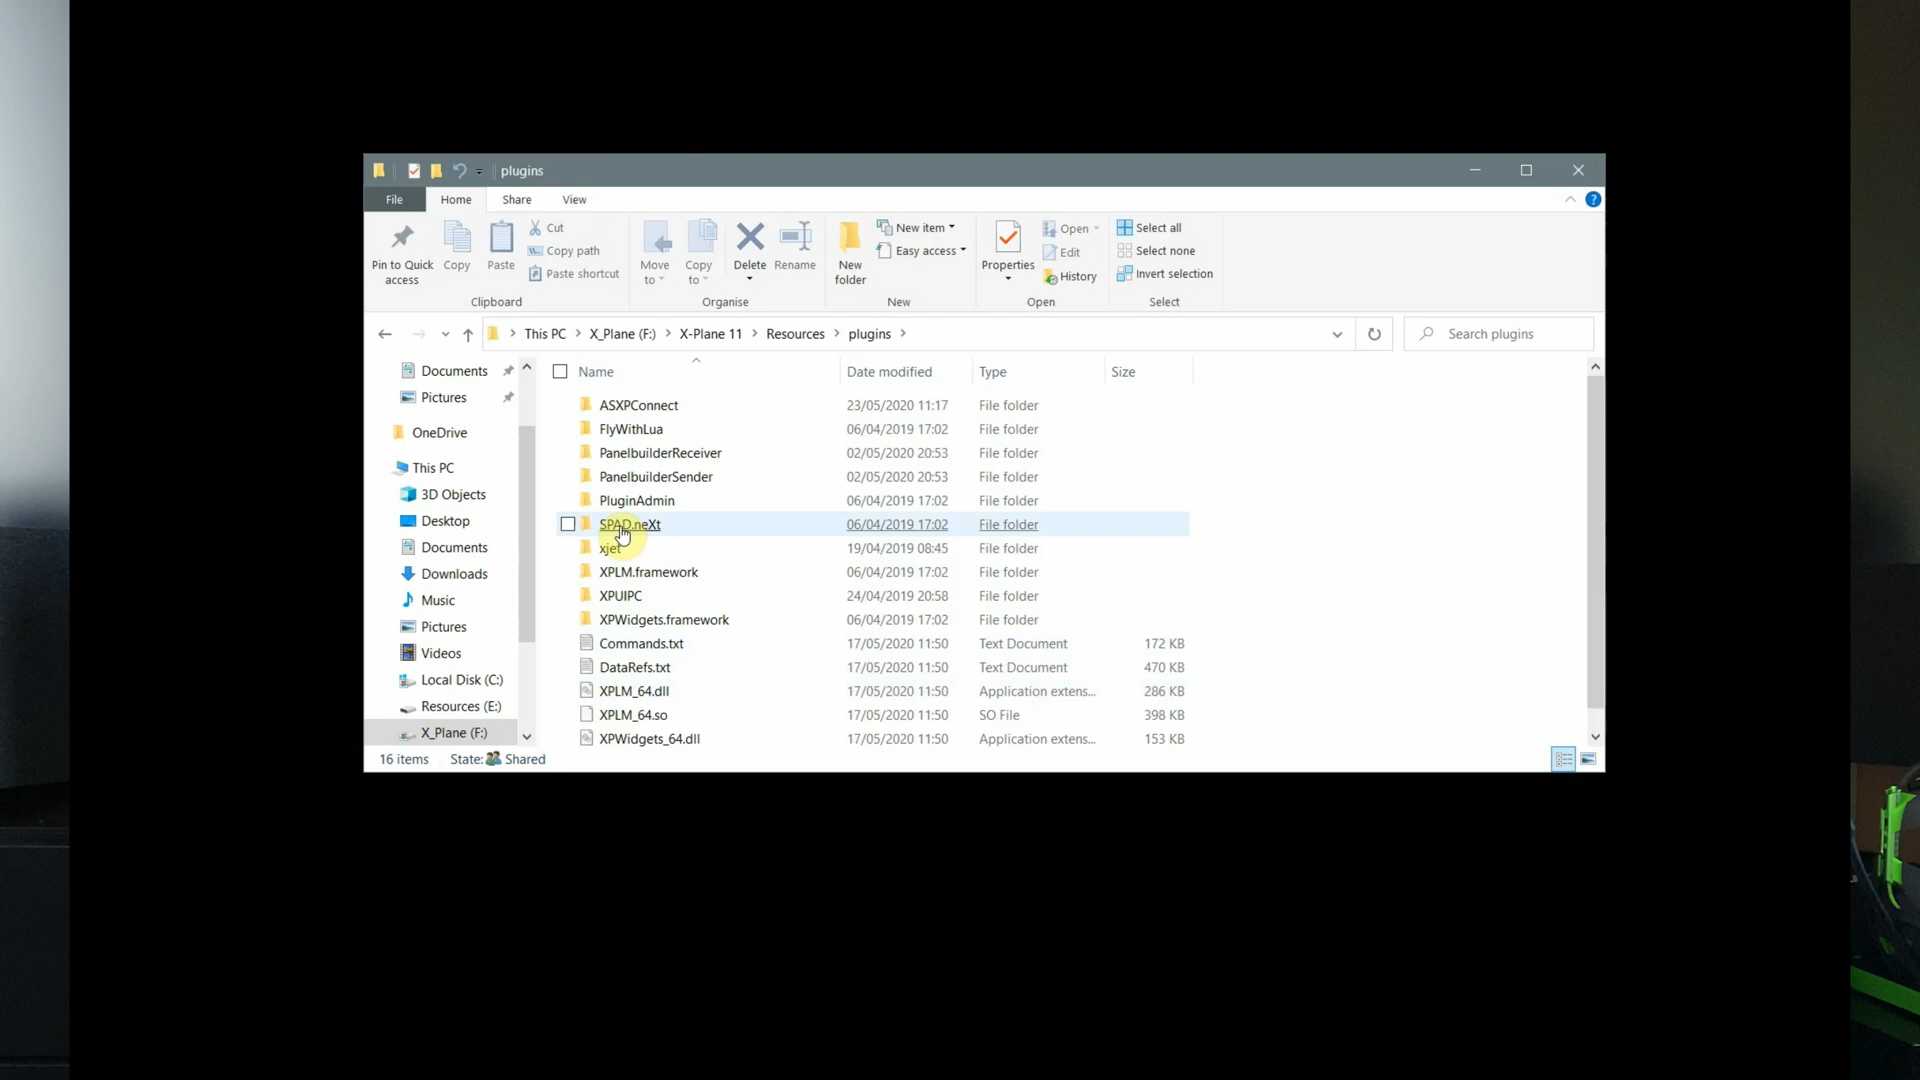 plugins
File Home Share View
Pin to Quick access
Copy
Paste
Cut
Copy path
Paste shortcut
Clipboard
Move to
Copy to
Delete
Rename
Organise
New folder
New item
Easy access
New
Properties
Open
Edit
History
Open
Select all
Select none
Invert selection
Select
This PC X_Plane (F:) X-Plane 11 Resources plugins
Search plugins
Documents
Pictures
OneDrive
This PC
3D Objects
Desktop
Documents
Downloads
Music
Pictures
Videos
Local Disk (C:)
Resources (E:)
X_Plane (F:)
Name Date modified Type Size
ASXPConnect 23/05/2020 11:17 File folder
FlyWithLua 06/04/2019 17:02 File folder
PanelbuilderReceiver 02/05/2020 20:53 File folder
PanelbuilderSender 02/05/2020 20:53 File folder
PluginAdmin 06/04/2019 17:02 File folder
SPAD.neXt 06/04/2019 17:02 File folder
xjet 19/04/2019 08:45 File folder
XPLM.framework 06/04/2019 17:02 File folder
XPUIPC 24/04/2019 20:58 File folder
XPWidgets.framework 06/04/2019 17:02 File folder
Commands.txt 17/05/2020 11:50 Text Document 172 KB
DataRefs.txt 17/05/2020 11:50 Text Document 470 KB
XPLM_64.dll 17/05/2020 11:50 Application extens... 286 KB
XPLM_64.so 17/05/2020 11:50 SO File 398 KB
XPWidgets_64.dll 17/05/2020 11:50 Application extens... 153 KB
16 items State: Shared